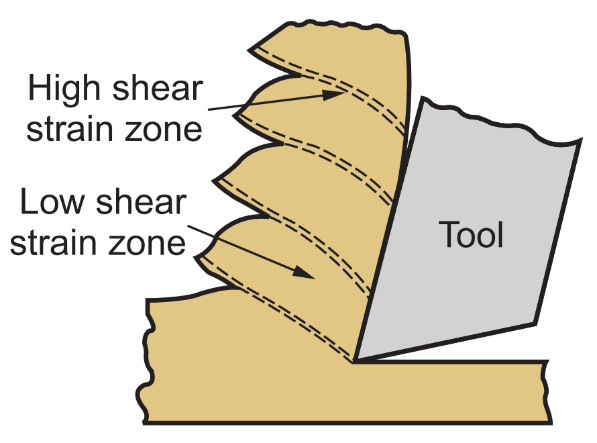 High shear
strain zone
Low shear
strain zone
Tool